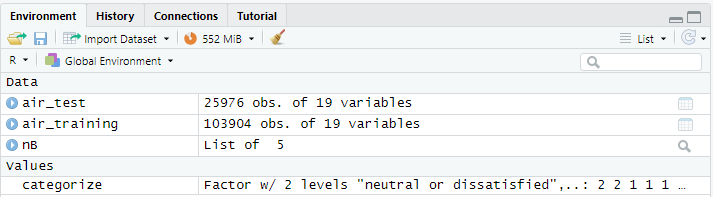 Environment History Connections Tutorial
Import Dataset 552 MiB List
R Global Environment
Data
air_test 25976 obs. of 19 variables
air_training 103904 obs. of 19 variables
nB List of  5
Values
categorize Factor w/ 2 levels "neutral or dissatisfied",..: 2 2 1 1 1 …